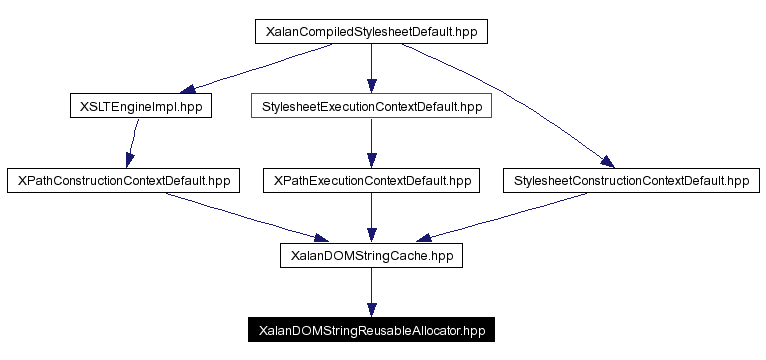 XalanCompiledStylesheetDefault.hpp
XSLTEngineImpl.hpp
StylesheetExecutionContextDefault.hpp
XPathConstructionContextDefault.hpp
XPathExecutionContextDefault.hpp
StylesheetConstructionContextDefault.hpp
XalanDOMStringCache.hpp
XalanDOMStringReusableAllocator.hpp